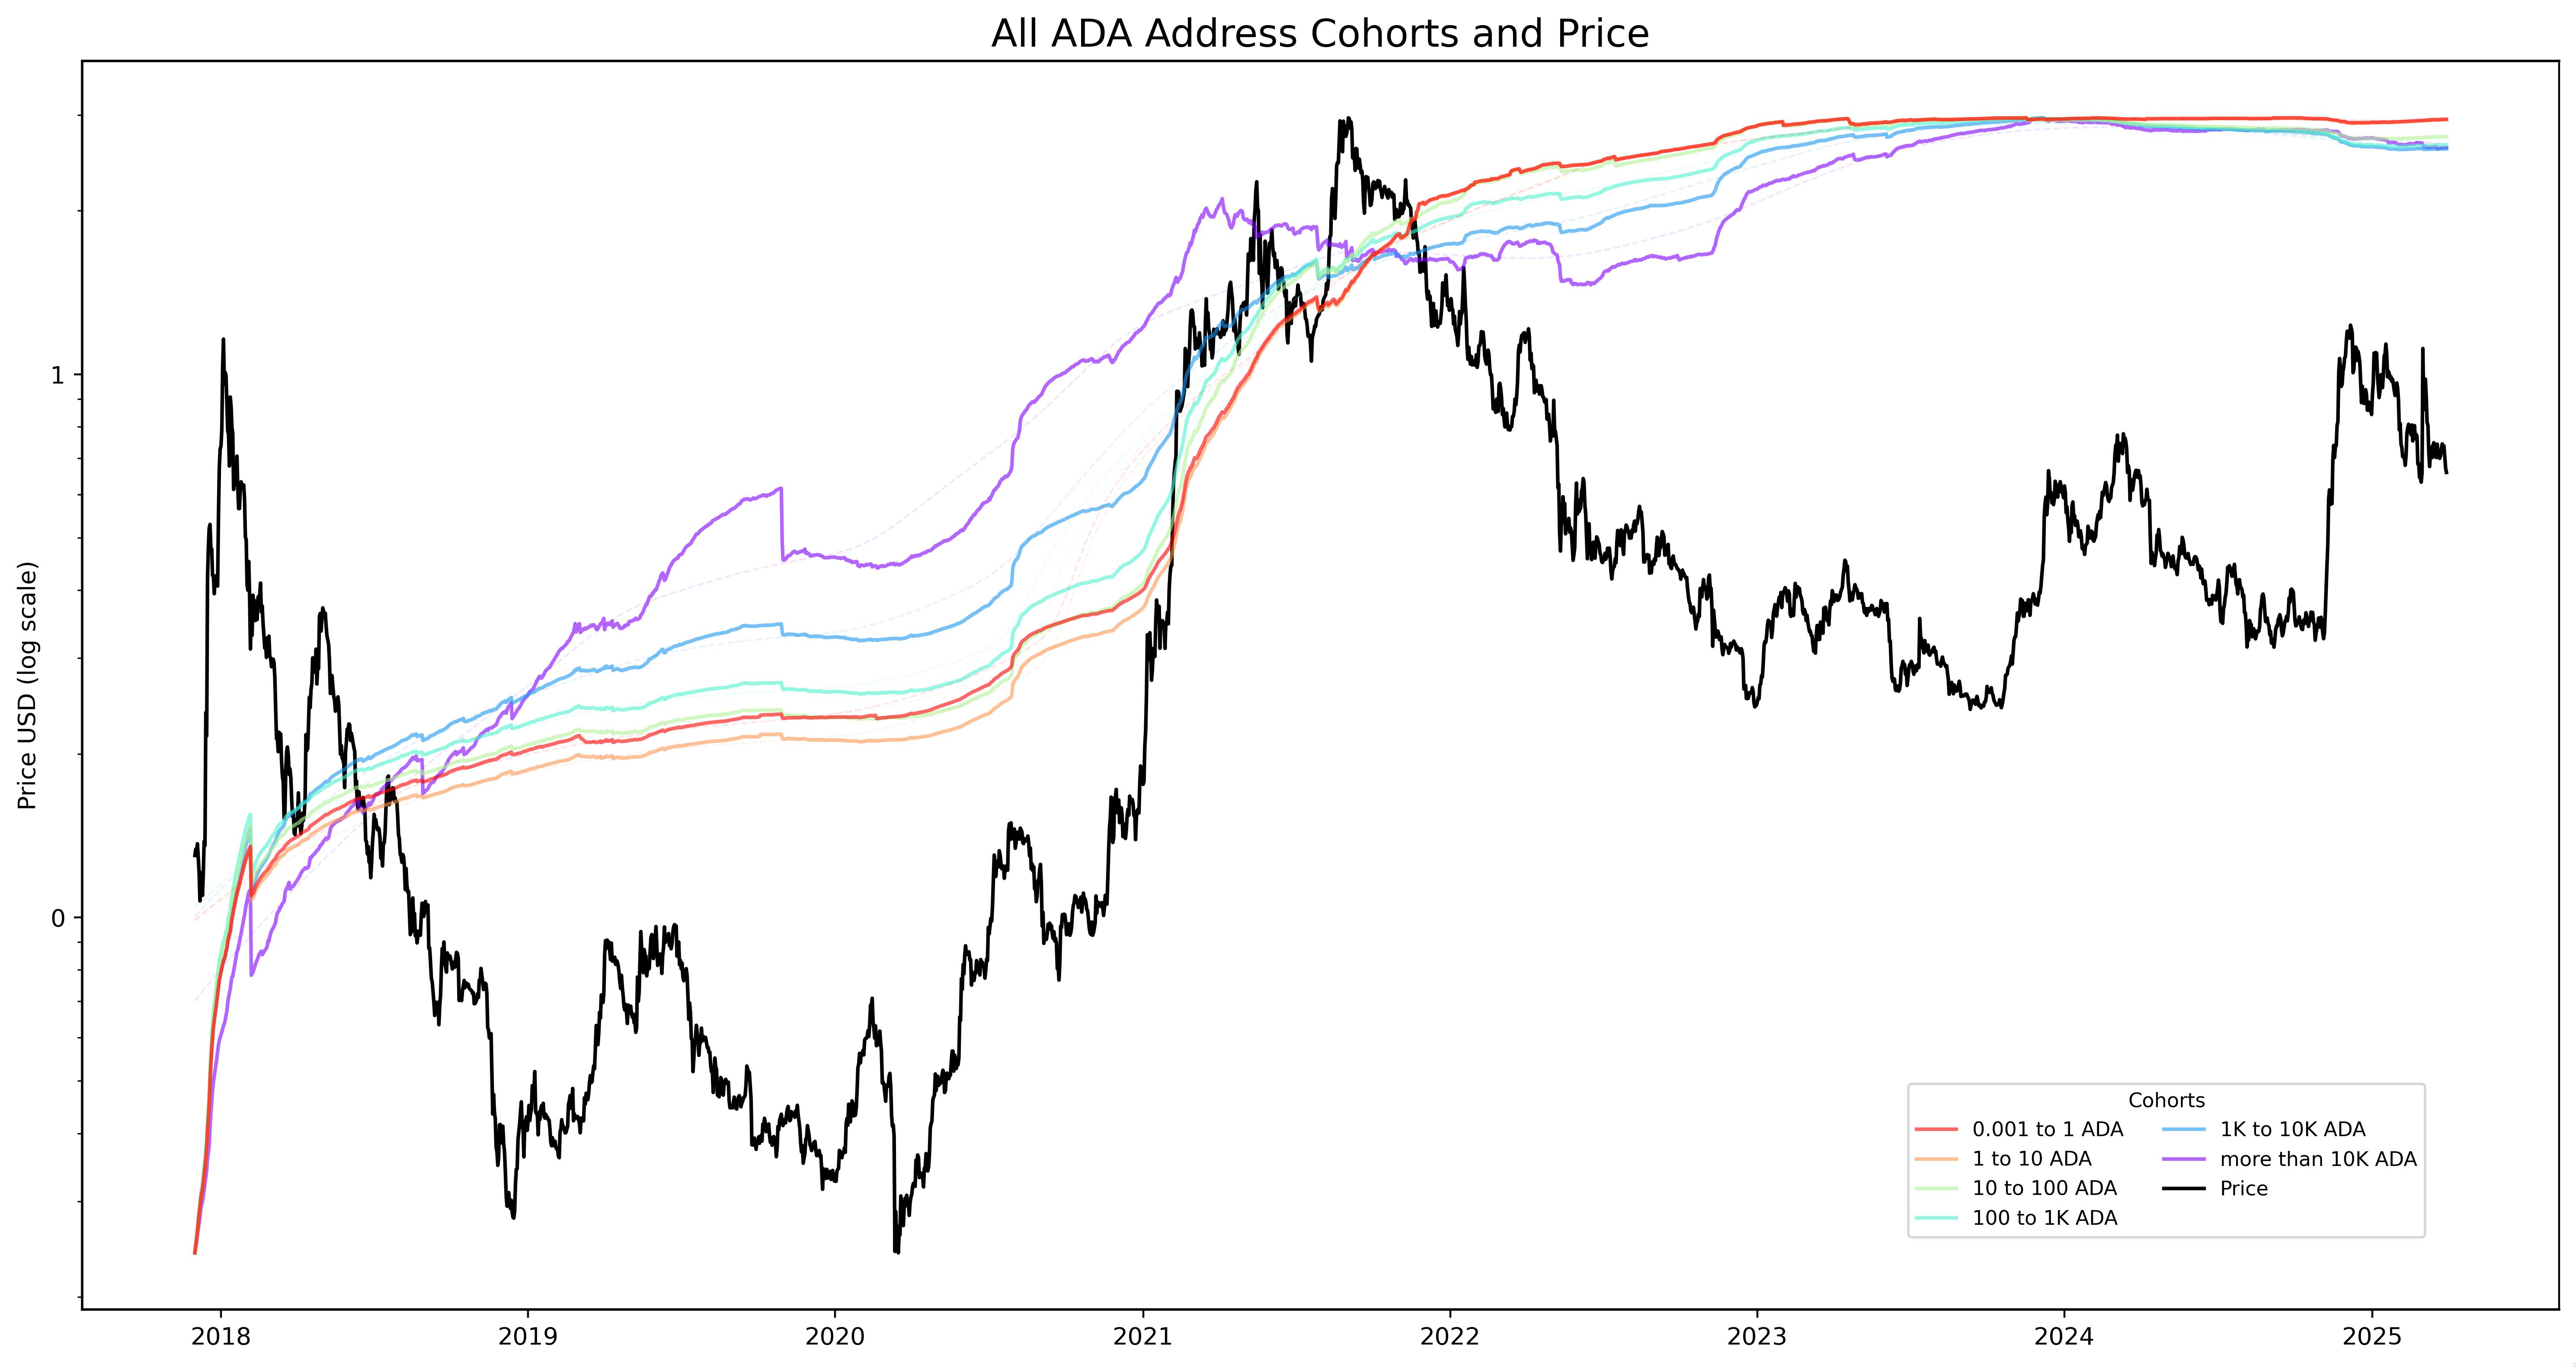 All ADA Address Cohorts and Price
Price USD (log scale)
1
0
2018
2019
2020
2021
2022
2023
2024
2025
Cohorts
0.001 to 1 ADA
1 to 10 ADA
10 to 100 ADA
100 to 1K ADA
1K to 10K ADA
more than 10K ADA
Price